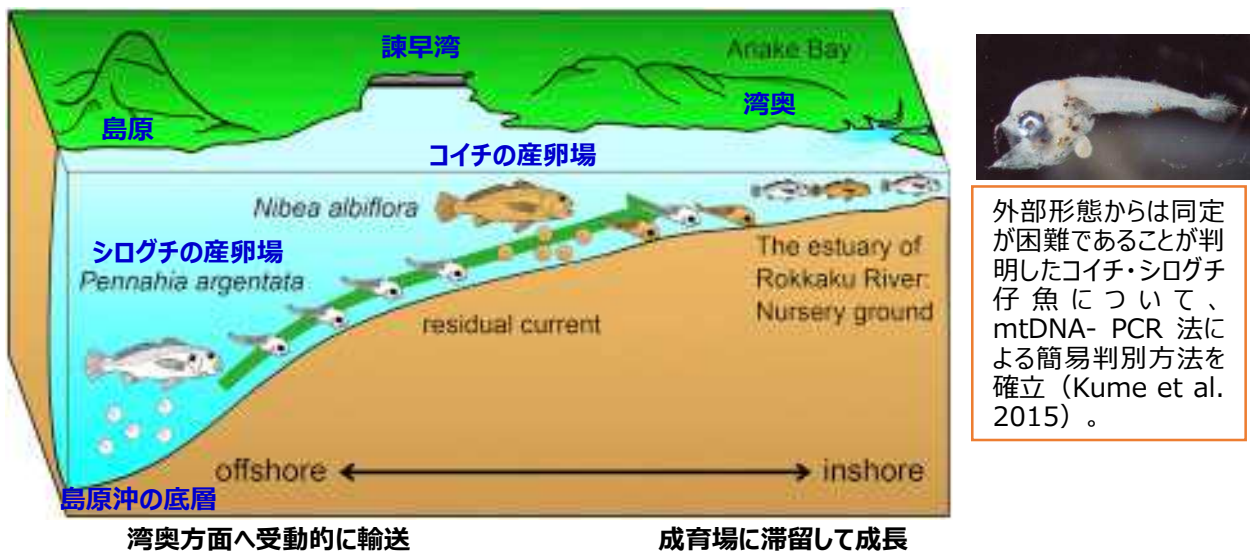 諫早湾
Ariake Bay
島原
湾奥
コイチの産卵場
Nibea albiflora
シログチの産卵場
Pennahia argentata
The estuary of
Rokkaku River:
Nursery ground
residual current
offshore
inshore
島原沖の底層
湾奥方面へ受動的に輸送
成育場に滞留して成長
外部形態からは同定
が困難であることが判
明したコイチ・シログチ
仔魚について、
mtDNA- PCR 法に
よる簡易判別方法を
確立（Kume et al.
2015）。